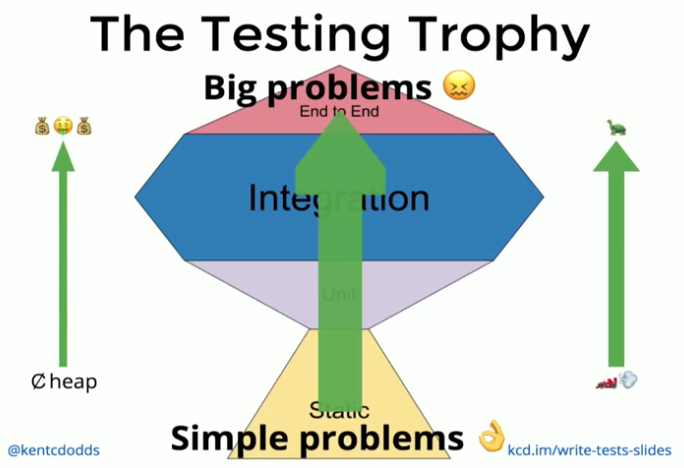 The Testing Trophy
Big problems 😖
End to End
💰🤑💰
🐢
Integration
Unit
₵heap
🏎💨
Static
Simple problems 👌
@kentcdodds
kcd.im/write-tests-slides